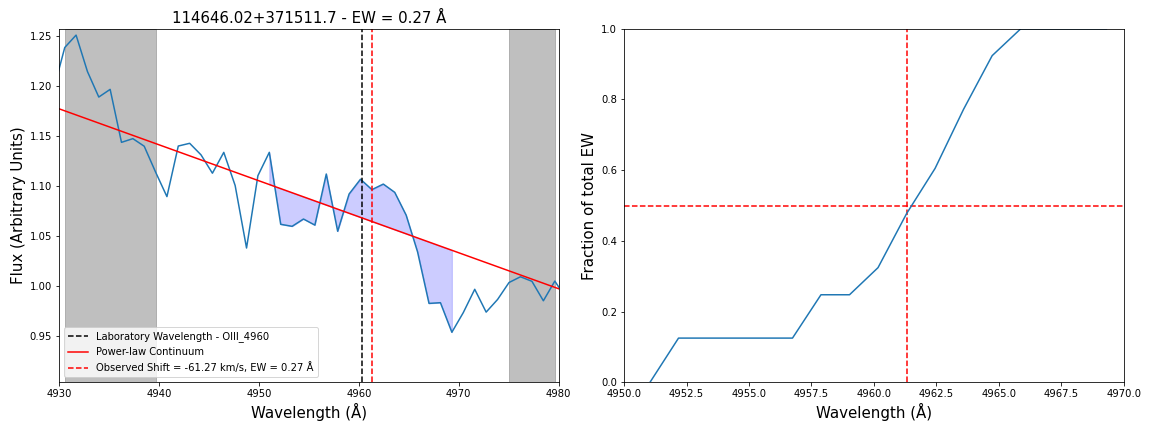 114646.02+371511.7 - EW = 0.27 Å
Flux (Arbitrary Units)
1.25
1.20
1.15
1.10
1.05
1.00
0.95
Laboratory Wavelength - OIII_4960
Power-law Continuum
Observed Shift = -61.27 km/s, EW = 0.27 Å
4930 4940 4950 4960 4970 4980
Wavelength (Å)
Fraction of total EW
1.0
0.8
0.6
0.4
0.2
0.0
4950.0 4952.5 4955.0 4957.5 4960.0 4962.5 4965.0 4967.5 4970.0
Wavelength (Å)